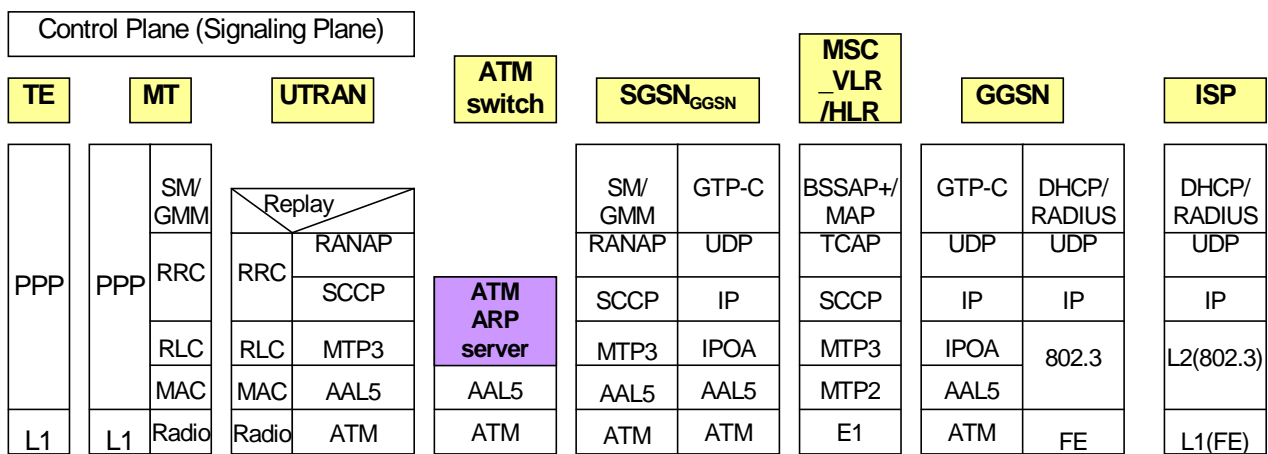 Control Plane (Signaling Plane)
TE
MT
UTRAN
ATM
switch
SGSNGGSN
MSC
_VLR
/HLR
GGSN
ISP
PPP
L1
PPP
L1
SM/
GMM
RRC
RLC
MAC
Radio
Replay
RRC
RLC
MAC
Radio
RANAP
SCCP
MTP3
AAL5
ATM
ATM
ARP
server
AAL5
ATM
SM/
GMM
RANAP
SCCP
MTP3
AAL5
ATM
GTP-C
UDP
IP
IPOA
AAL5
ATM
BSSAP+/
MAP
TCAP
SCCP
MTP3
MTP2
E1
GTP-C
UDP
IP
IPOA
AAL5
ATM
DHCP/
RADIUS
UDP
IP
802.3
FE
DHCP/
RADIUS
UDP
IP
L2(802.3)
L1(FE)